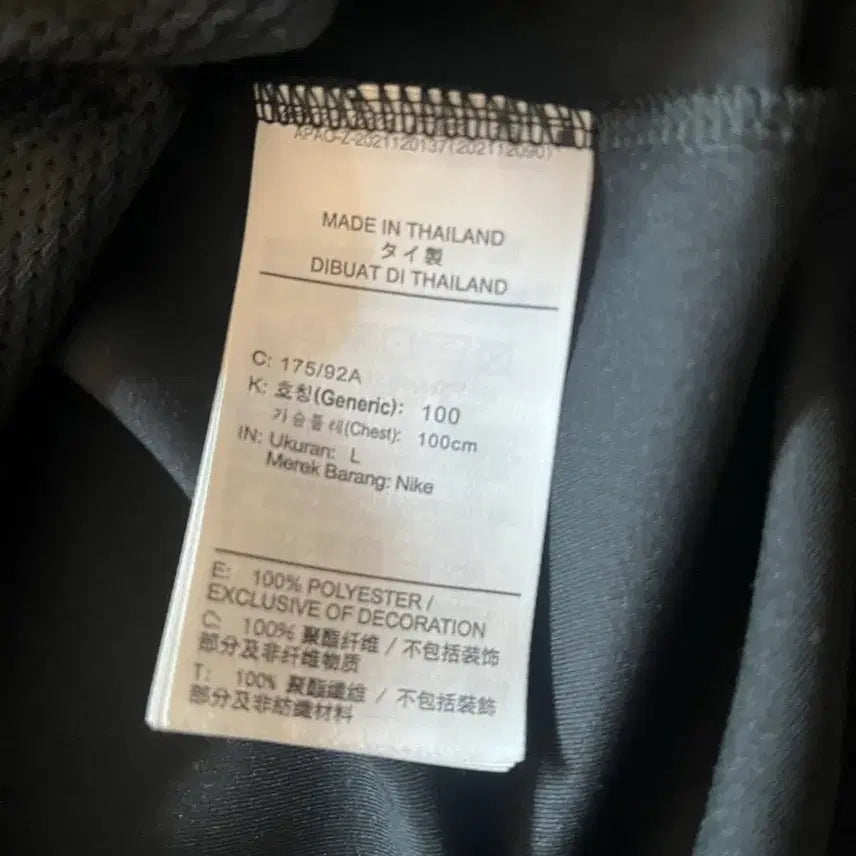 APAO-Z-2021120137(202112090)
MADE IN THAILAND
タイ製
DIBUAT DI THAILAND
C: 175/92A
K: 호칭(Generic): 100
가슴둘레(Chest): 100cm
IN: Ukuran: L
Merek Barang: Nike
E: 100% POLYESTER /
EXCLUSIVE OF DECORATION
C: 100% 聚酯纤维 / 不包括装饰
部分及非纤维物质
T: 100% 聚酯纖維 / 不包括裝飾
部分及非紡織材料